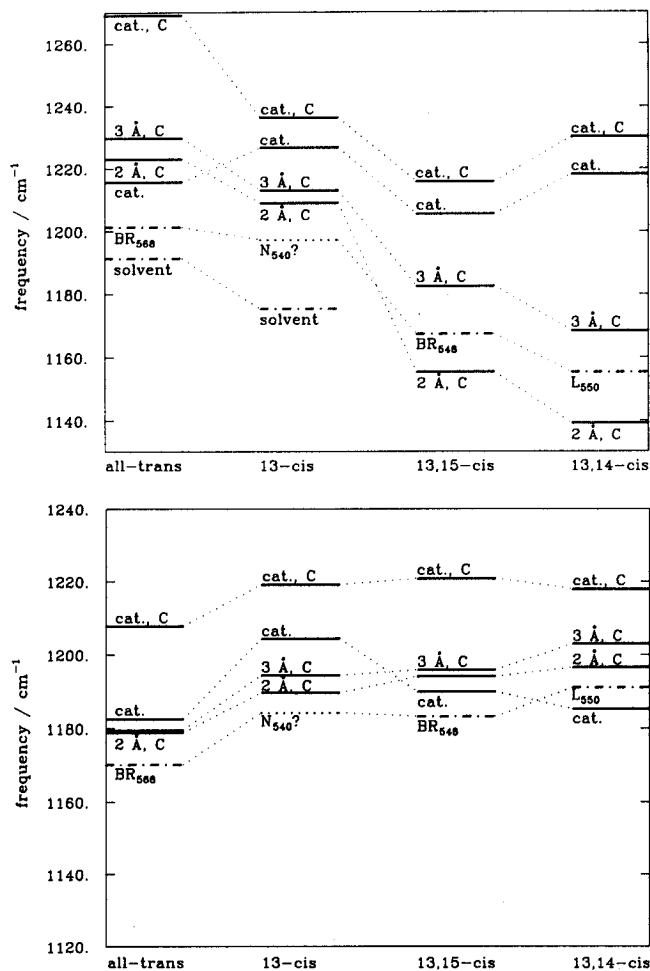 1260.
cat., C
1240.
cat., C
cat., C
3 Å, C
cat.
cat., C
1220.
2 Å, C
3 Å, C
cat.
cat.
cat.
2 Å, C
1200.
BR568
N540?
solvent
3 Å, C
1180.
solvent
3 Å, C
BR548
1160.
2 Å, C
L550
1140.
2 Å, C
frequency / cm⁻¹
all-trans 13-cis 13,15-cis 13,14-cis
1240.
1220.
cat., C
cat., C
cat., C
cat., C
cat.
3 Å, C
1200.
3 Å, C
3 Å, C
2 Å, C
2 Å, C
cat.
cat.
L550
1180.
2 Å, C
N540?
BR548
cat.
BR568
1160.
1140.
1120.
frequency / cm⁻¹
all-trans 13-cis 13,15-cis 13,14-cis